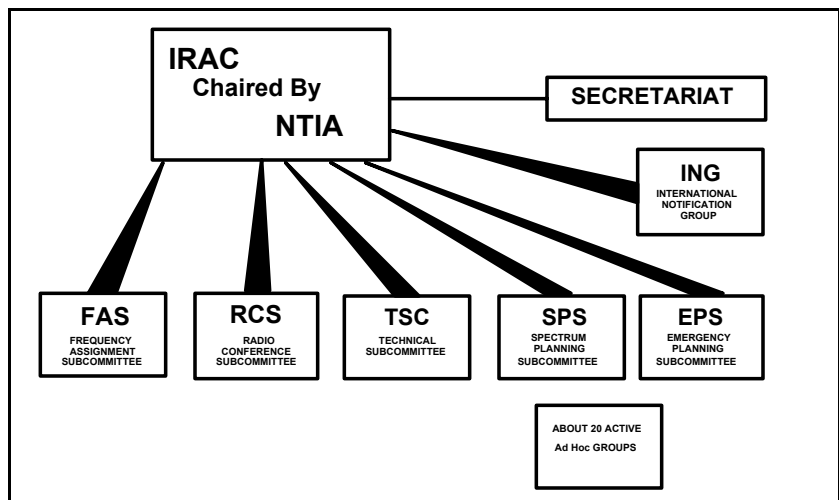 IRAC
Chaired By
NTIA
SECRETARIAT
ING
INTERNATIONAL
NOTIFICATION
GROUP
FAS
FREQUENCY
ASSIGNMENT
SUBCOMMITTEE
RCS
RADIO
CONFERENCE
SUBCOMMITTEE
TSC
TECHNICAL
SUBCOMMITTEE
SPS
SPECTRUM
PLANNING
SUBCOMMITTEE
EPS
EMERGENCY
PLANNING
SUBCOMMITTEE
ABOUT 20 ACTIVE
Ad Hoc GROUPS